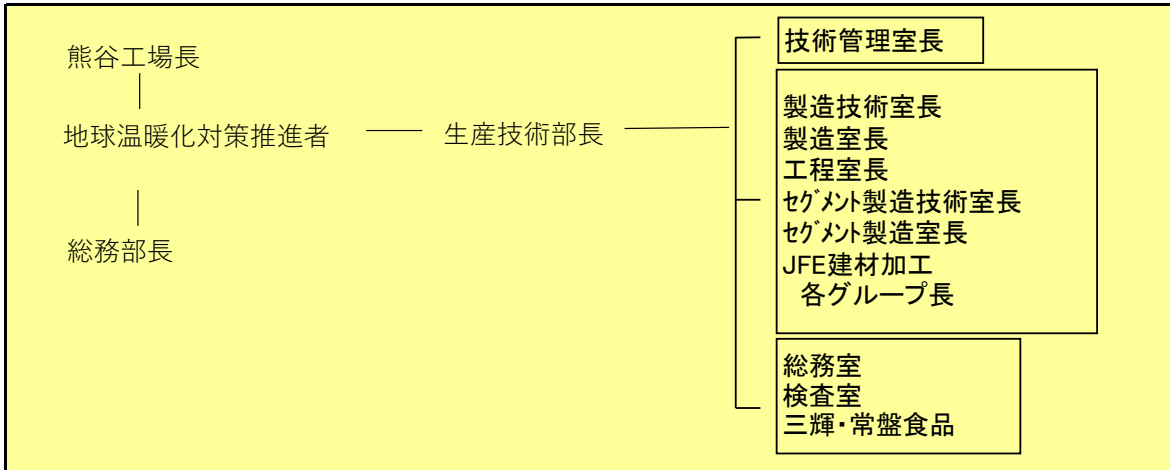 熊谷工場長
地球温暖化対策推進者
総務部長
生産技術部長
技術管理室長
製造技術室長
製造室長
工程室長
ｾｸﾞﾒﾝﾄ製造技術室長
ｾｸﾞﾒﾝﾄ製造室長
JFE建材加工
各グループ長
総務室
検査室
三輝・常盤食品